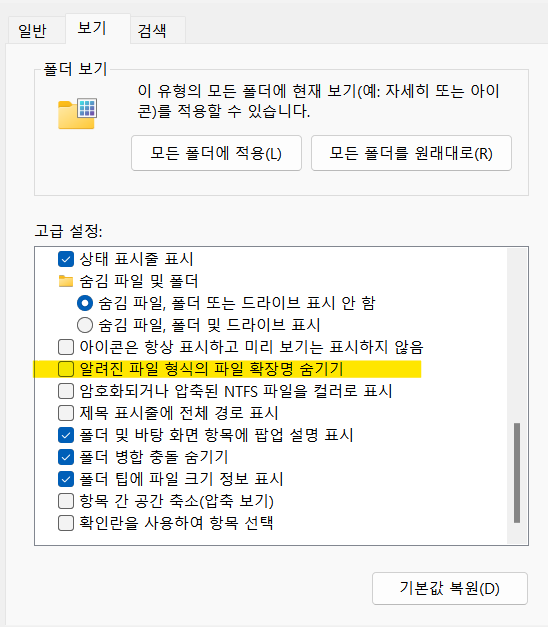 일반
보기
검색
폴더 보기
이 유형의 모든 폴더에 현재 보기(예: 자세히 또는 아이
콘)를 적용할 수 있습니다.
모든 폴더에 적용(L)
모든 폴더를 원래대로(R)
고급 설정:
상태 표시줄 표시
숨김 파일 및 폴더
숨김 파일, 폴더 또는 드라이브 표시 안 함
숨김 파일, 폴더 및 드라이브 표시
아이콘은 항상 표시하고 미리 보기는 표시하지 않음
알려진 파일 형식의 파일 확장명 숨기기
암호화되거나 압축된 NTFS 파일을 컬러로 표시
제목 표시줄에 전체 경로 표시
폴더 및 바탕 화면 항목에 팝업 설명 표시
폴더 병합 충돌 숨기기
폴더 팁에 파일 크기 정보 표시
항목 간 공간 축소(압축 보기)
확인란을 사용하여 항목 선택
기본값 복원(D)